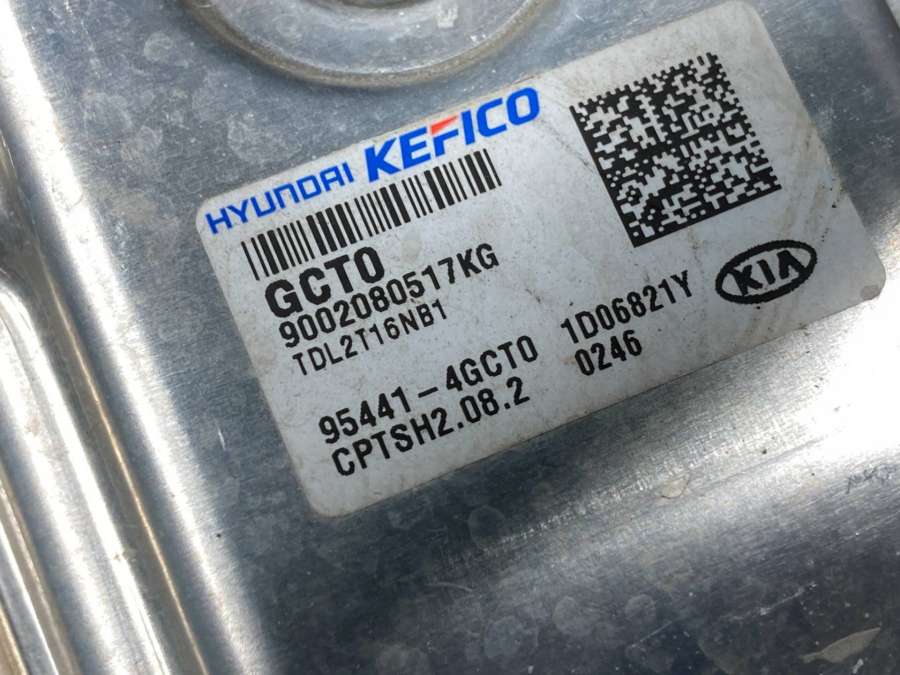 HYUNDAI KEFICO
GCT0
9002080517KG
TDL2T16NB1
95441-4GCT0 1D06821Y
CPTSH2.08.2 0246
KIA